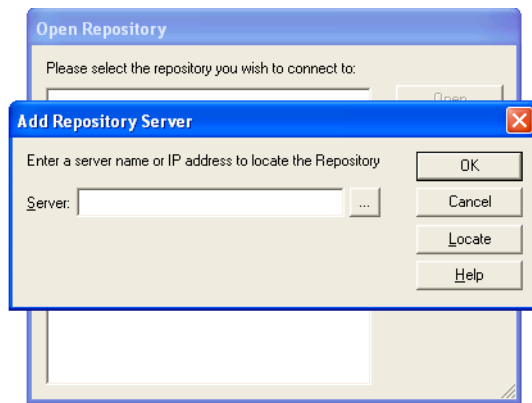 Open Repository
Please select the repository you wish to connect to:
Open
Add Repository Server
Enter a server name or IP address to locate the Repository
OK
Server:
...
Cancel
Locate
Help